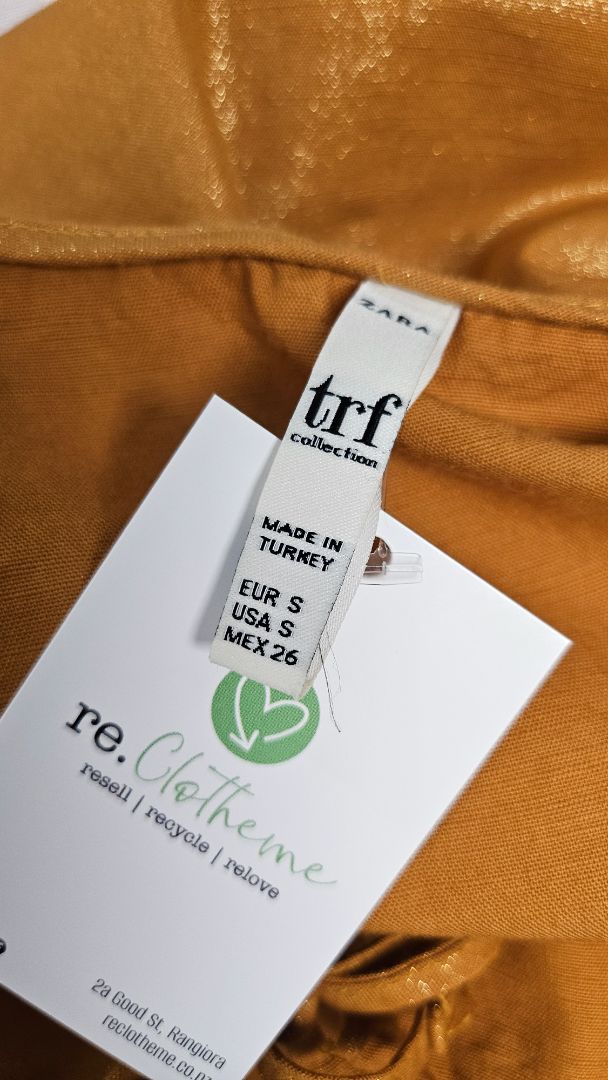 ZARA
trf
collection
MADE IN
TURKEY
EUR S
USA S
MEX 26
re.Clotheme
resell | recycle | relove
2a Good St, Rangiora
reclotheme.co.nz